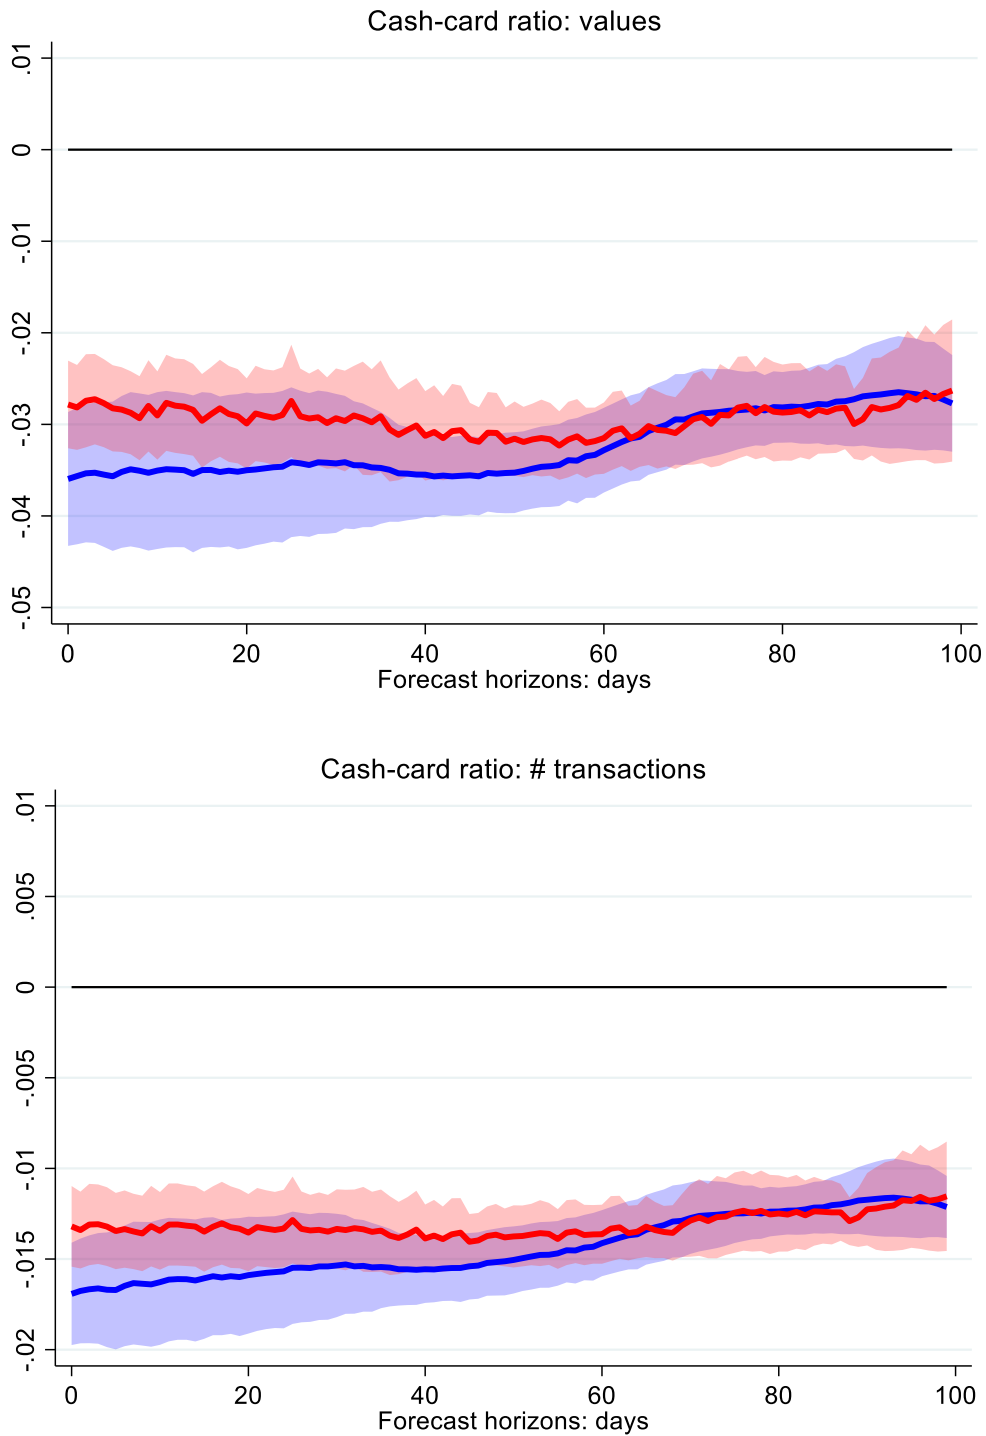 Cash-card ratio: values
.01
0
-.01
-.02
-.03
-.04
-.05
0 20 40 60 80 100
Forecast horizons: days
Cash-card ratio: # transactions
.01
.005
0
-.005
-.01
-.015
-.02
0 20 40 60 80 100
Forecast horizons: days